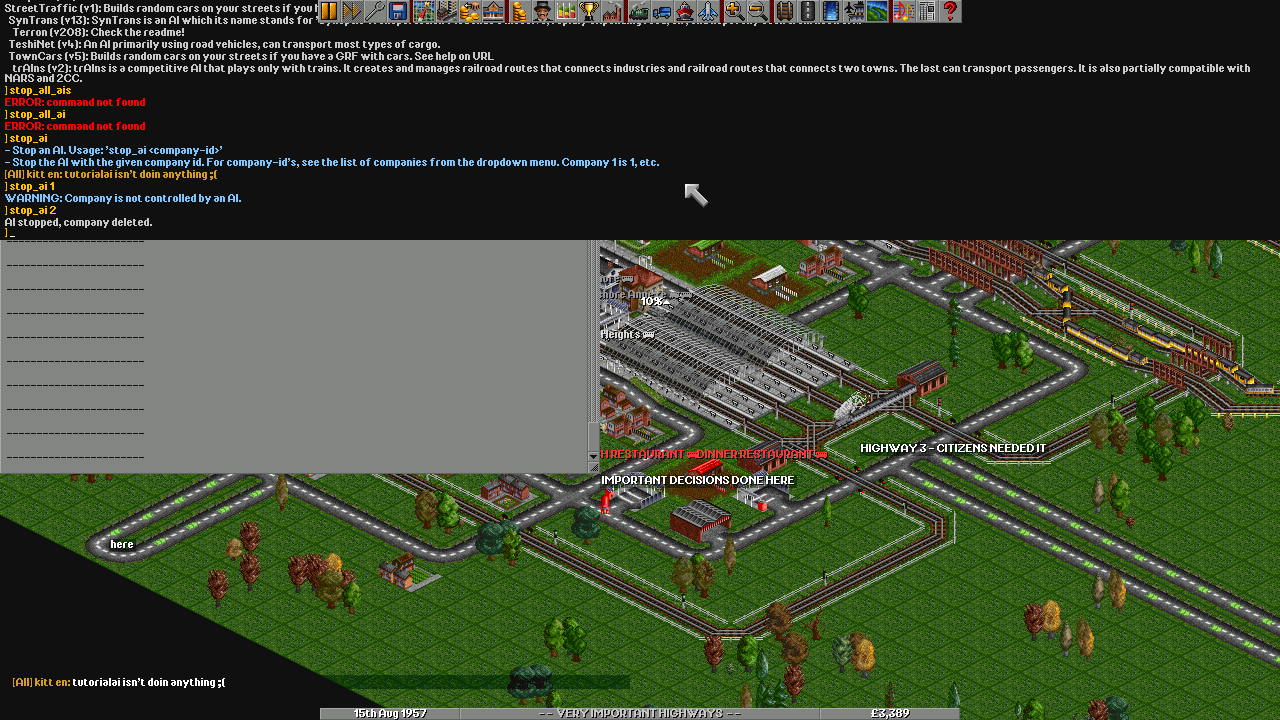 StreetTraffic (v1): Builds random cars on your streets if you h
SynTrans (v13): SynTrans is an AI which its name stands for
Terron (v208): Check the readme!
TeshiNet (v4): An AI primarily using road vehicles, can transport most types of cargo.
TownCars (v5): Builds random cars on your streets if you have a GRF with cars. See help on URL
trAIns (v2): trAIns is a competitive AI that plays only with trains. It creates and manages railroad routes that connects industries and railroad routes that connects two towns. The last can transport passengers. It is also partially compatible with
NARS and 2CC.
] stop_all_ais
ERROR: command not found
] stop_all_ai
ERROR: command not found
] stop_ai
- Stop an AI. Usage: 'stop_ai <company-id>'
- Stop the AI with the given company id. For company-id's, see the list of companies from the dropdown menu. Company 1 is 1, etc.
[All] kitt en: tutorialai isn't doin anything ;(
] stop_ai 1
WARNING: Company is not controlled by an AI.
] stop_ai 2
AI stopped, company deleted.
]_
10%
Heights
HIGHWAY 3 - CITIZENS NEEDED IT
H RESTAURANT
DINNER RESTAURANT
IMPORTANT DECISIONS DONE HERE
here
[All] kitt en: tutorialai isn't doin anything ;(
15th Aug 1957
-- VERY IMPORTANT HIGHWAYS --
£3,389